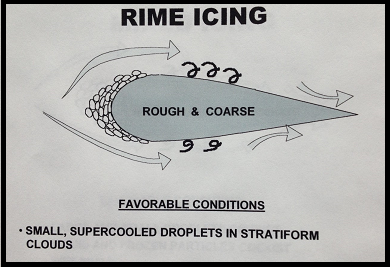 RIME ICING
ROUGH & COARSE
FAVORABLE CONDITIONS
• SMALL, SUPERCOOLED DROPLETS IN STRATIFORM
CLOUDS